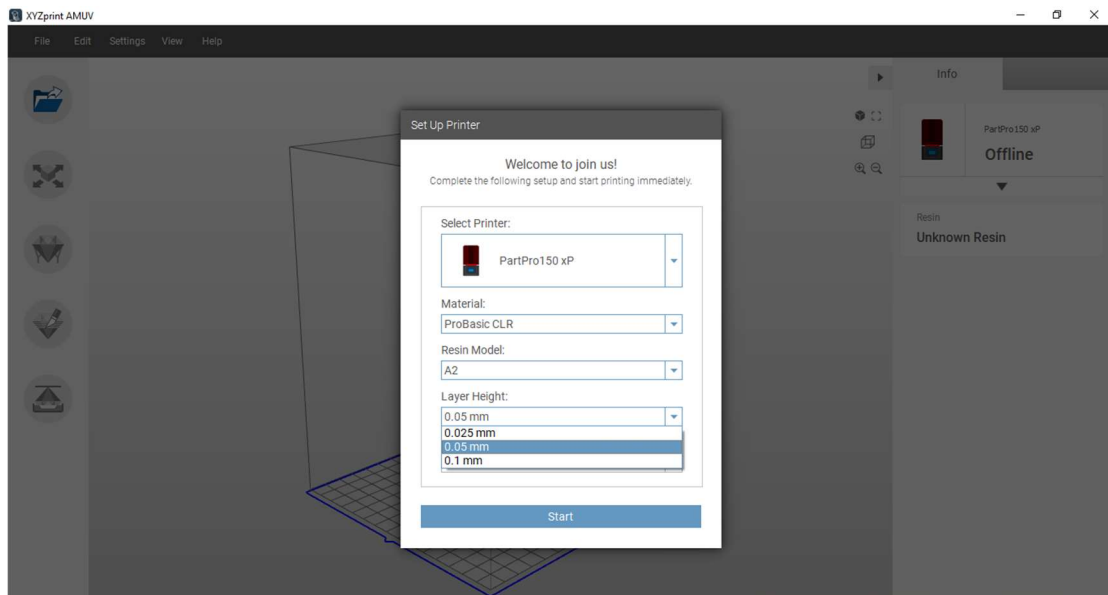 XYZprint AMUV
File Edit Settings View Help
Info
PartPro150 xP
Offline
Resin
Unknown Resin
Set Up Printer
Welcome to join us!
Complete the following setup and start printing immediately.
Select Printer:
PartPro150 xP
Material:
ProBasic CLR
Resin Model:
A2
Layer Height:
0.05 mm
0.025 mm
0.05 mm
0.1 mm
Start